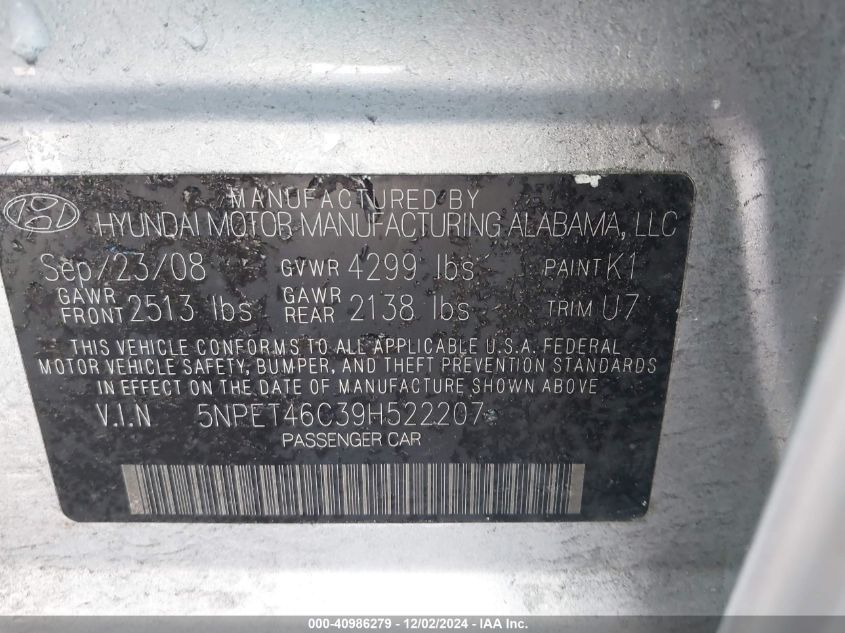 MANUFACTURED BY
HYUNDAI MOTOR MANUFACTURING ALABAMA, LLC
Sep/23/08 GVWR 4299 lbs PAINT K1
GAWR FRONT 2513 lbs GAWR REAR 2138 lbs TRIM U7
THIS VEHICLE CONFORMS TO ALL APPLICABLE U.S.A. FEDERAL
MOTOR VEHICLE SAFETY, BUMPER, AND THEFT PREVENTION STANDARDS
IN EFFECT ON THE DATE OF MANUFACTURE SHOWN ABOVE
V.I.N 5NPET46C39H522207
PASSENGER CAR
000-40986279 - 12/02/2024 - IAA Holdings, LLC.